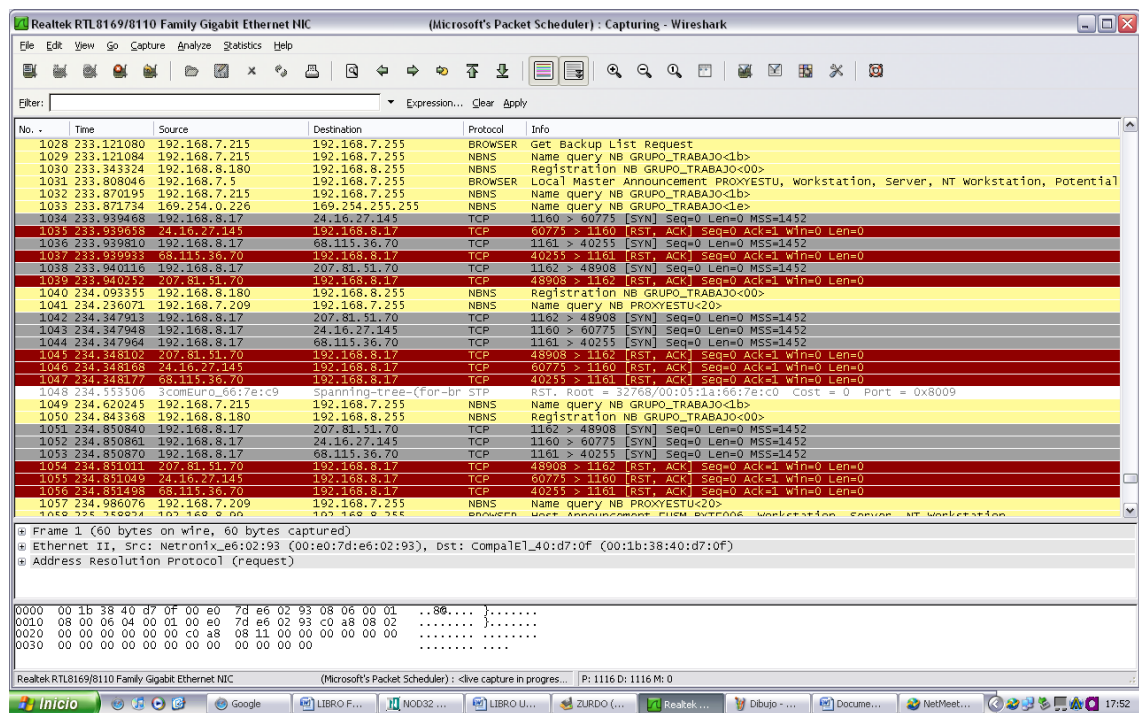 Realtek RTL8169/8110 Family Gigabit Ethernet NIC (Microsoft's Packet Scheduler) : Capturing - Wireshark
File Edit View Go Capture Analyze Statistics Help
Filter: Expression... Clear Apply
No. . Time Source Destination Protocol Info
1028 233.121080 192.168.7.215 192.168.7.255 BROWSER Get Backup List Request
1029 233.121084 192.168.7.215 192.168.7.255 NBNS Name query NB GRUPO_TRABAJO<1b>
1030 233.343324 192.168.8.180 192.168.8.255 NBNS Registration NB GRUPO_TRABAJO<00>
1031 233.808046 192.168.7.5 192.168.7.255 BROWSER Local Master Announcement PROXYESTU, Workstation, Server, NT Workstation, Potential
1032 233.870195 192.168.7.215 192.168.7.255 NBNS Name query NB GRUPO_TRABAJO<1b>
1033 233.871734 169.254.0.226 169.254.255.255 NBNS Name query NB GRUPO_TRABAJO<1e>
1034 233.939468 192.168.8.17 24.16.27.145 TCP 1160 > 60775 [SYN] Seq=0 Len=0 MSS=1452
1035 233.939658 24.16.27.145 192.168.8.17 TCP 60775 > 1160 [RST, ACK] Seq=0 Ack=1 Win=0 Len=0
1036 233.939810 192.168.8.17 68.115.36.70 TCP 1161 > 40255 [SYN] Seq=0 Len=0 MSS=1452
1037 233.939933 68.115.36.70 192.168.8.17 TCP 40255 > 1161 [RST, ACK] Seq=0 Ack=1 Win=0 Len=0
1038 233.940116 192.168.8.17 207.81.51.70 TCP 1162 > 48908 [SYN] Seq=0 Len=0 MSS=1452
1039 233.940252 207.81.51.70 192.168.8.17 TCP 48908 > 1162 [RST, ACK] Seq=0 Ack=1 Win=0 Len=0
1040 234.093355 192.168.8.180 192.168.8.255 NBNS Registration NB GRUPO_TRABAJO<00>
1041 234.236071 192.168.7.209 192.168.7.255 NBNS Name query NB PROXYESTU<20>
1042 234.347913 192.168.8.17 207.81.51.70 TCP 1162 > 48908 [SYN] Seq=0 Len=0 MSS=1452
1043 234.347948 192.168.8.17 24.16.27.145 TCP 1160 > 60775 [SYN] Seq=0 Len=0 MSS=1452
1044 234.347964 192.168.8.17 68.115.36.70 TCP 1161 > 40255 [SYN] Seq=0 Len=0 MSS=1452
1045 234.348102 207.81.51.70 192.168.8.17 TCP 48908 > 1162 [RST, ACK] Seq=0 Ack=1 Win=0 Len=0
1046 234.348168 24.16.27.145 192.168.8.17 TCP 60775 > 1160 [RST, ACK] Seq=0 Ack=1 Win=0 Len=0
1047 234.348177 68.115.36.70 192.168.8.17 TCP 40255 > 1161 [RST, ACK] Seq=0 Ack=1 Win=0 Len=0
1048 234.553506 3comEuro_66:7e:c9 Spanning-tree-(for-br STP RST. Root = 32768/00:05:1a:66:7e:c0 Cost = 0 Port = 0x8009
1049 234.620245 192.168.7.215 192.168.7.255 NBNS Name query NB GRUPO_TRABAJO<1b>
1050 234.843368 192.168.8.180 192.168.8.255 NBNS Registration NB GRUPO_TRABAJO<00>
1051 234.850840 192.168.8.17 207.81.51.70 TCP 1162 > 48908 [SYN] Seq=0 Len=0 MSS=1452
1052 234.850861 192.168.8.17 24.16.27.145 TCP 1160 > 60775 [SYN] Seq=0 Len=0 MSS=1452
1053 234.850870 192.168.8.17 68.115.36.70 TCP 1161 > 40255 [SYN] Seq=0 Len=0 MSS=1452
1054 234.851011 207.81.51.70 192.168.8.17 TCP 48908 > 1162 [RST, ACK] Seq=0 Ack=1 Win=0 Len=0
1055 234.851049 24.16.27.145 192.168.8.17 TCP 60775 > 1160 [RST, ACK] Seq=0 Ack=1 Win=0 Len=0
1056 234.851498 68.115.36.70 192.168.8.17 TCP 40255 > 1161 [RST, ACK] Seq=0 Ack=1 Win=0 Len=0
1057 234.986076 192.168.7.209 192.168.7.255 NBNS Name query NB PROXYESTU<20>
Frame 1 (60 bytes on wire, 60 bytes captured)
Ethernet II, Src: Netronix_e6:02:93 (00:e0:7d:e6:02:93), Dst: CompalEl_40:d7:0f (00:1b:38:40:d7:0f)
Address Resolution Protocol (request)
0000 00 1b 38 40 d7 0f 00 e0 7d e6 02 93 08 06 00 01 ..8@.... }.......
0010 08 00 06 04 00 01 00 e0 7d e6 02 93 c0 a8 08 02 ........ }.......
0020 00 00 00 00 00 00 c0 a8 08 11 00 00 00 00 00 00 ........ ........
0030 00 00 00 00 00 00 00 00 00 00 00 00 ........ ....
Realtek RTL8169/8110 Family Gigabit Ethernet NIC (Microsoft's Packet Scheduler) : <live capture in progres... P: 1116 D: 1116 M: 0
Inicio Google LIBRO F... NOD32 ... LIBRO U... ZURDO (... Realtek ... Dibujo - ... Docume... NetMeet... 17:52